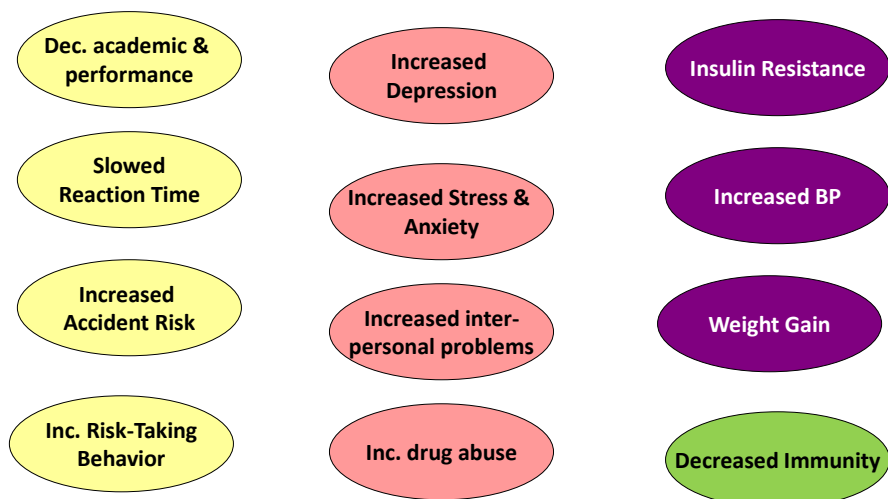 Dec. academic &
performance
Slowed
Reaction Time
Increased
Accident Risk
Inc. Risk-Taking
Behavior
Increased
Depression
Increased Stress &
Anxiety
Increased inter-
personal problems
Inc. drug abuse
Insulin Resistance
Increased BP
Weight Gain
Decreased Immunity